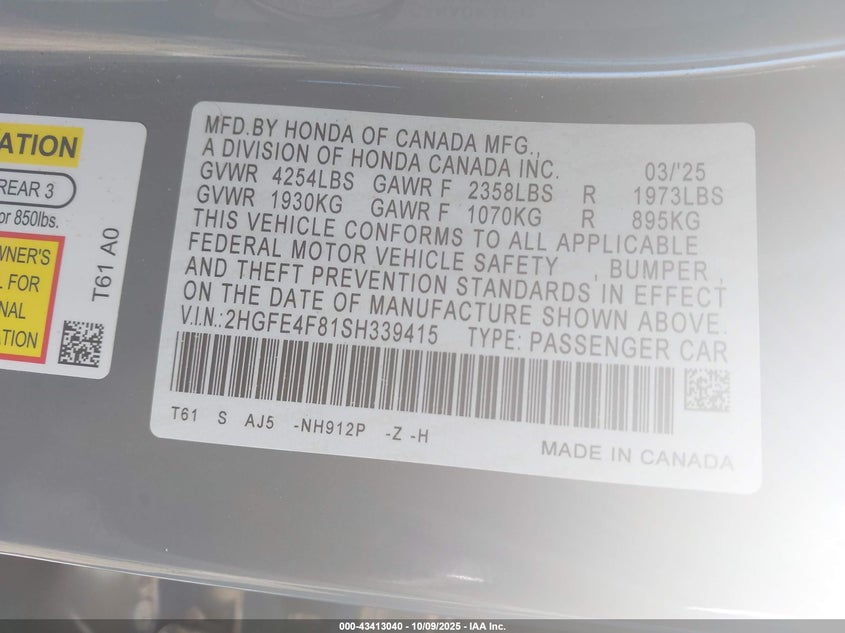 ATION
REAR 3
or 850lbs.
WNER'S
L FOR
NAL
ATION
T61 A0
MFD.BY HONDA OF CANADA MFG.,
A DIVISION OF HONDA CANADA INC. 03/'25
GVWR 4254LBS GAWR F 2358LBS R 1973LBS
GVWR 1930KG GAWR F 1070KG R 895KG
THIS VEHICLE CONFORMS TO ALL APPLICABLE
FEDERAL MOTOR VEHICLE SAFETY , BUMPER ,
AND THEFT PREVENTION STANDARDS IN EFFECT
ON THE DATE OF MANUFACTURE SHOWN ABOVE.
V.I.N.:2HGFE4F81SH339415 TYPE: PASSENGER CAR
T61 S AJ5 -NH912P -Z -H
MADE IN CANADA
000-43413040 - 10/09/2025 - IAA Inc.